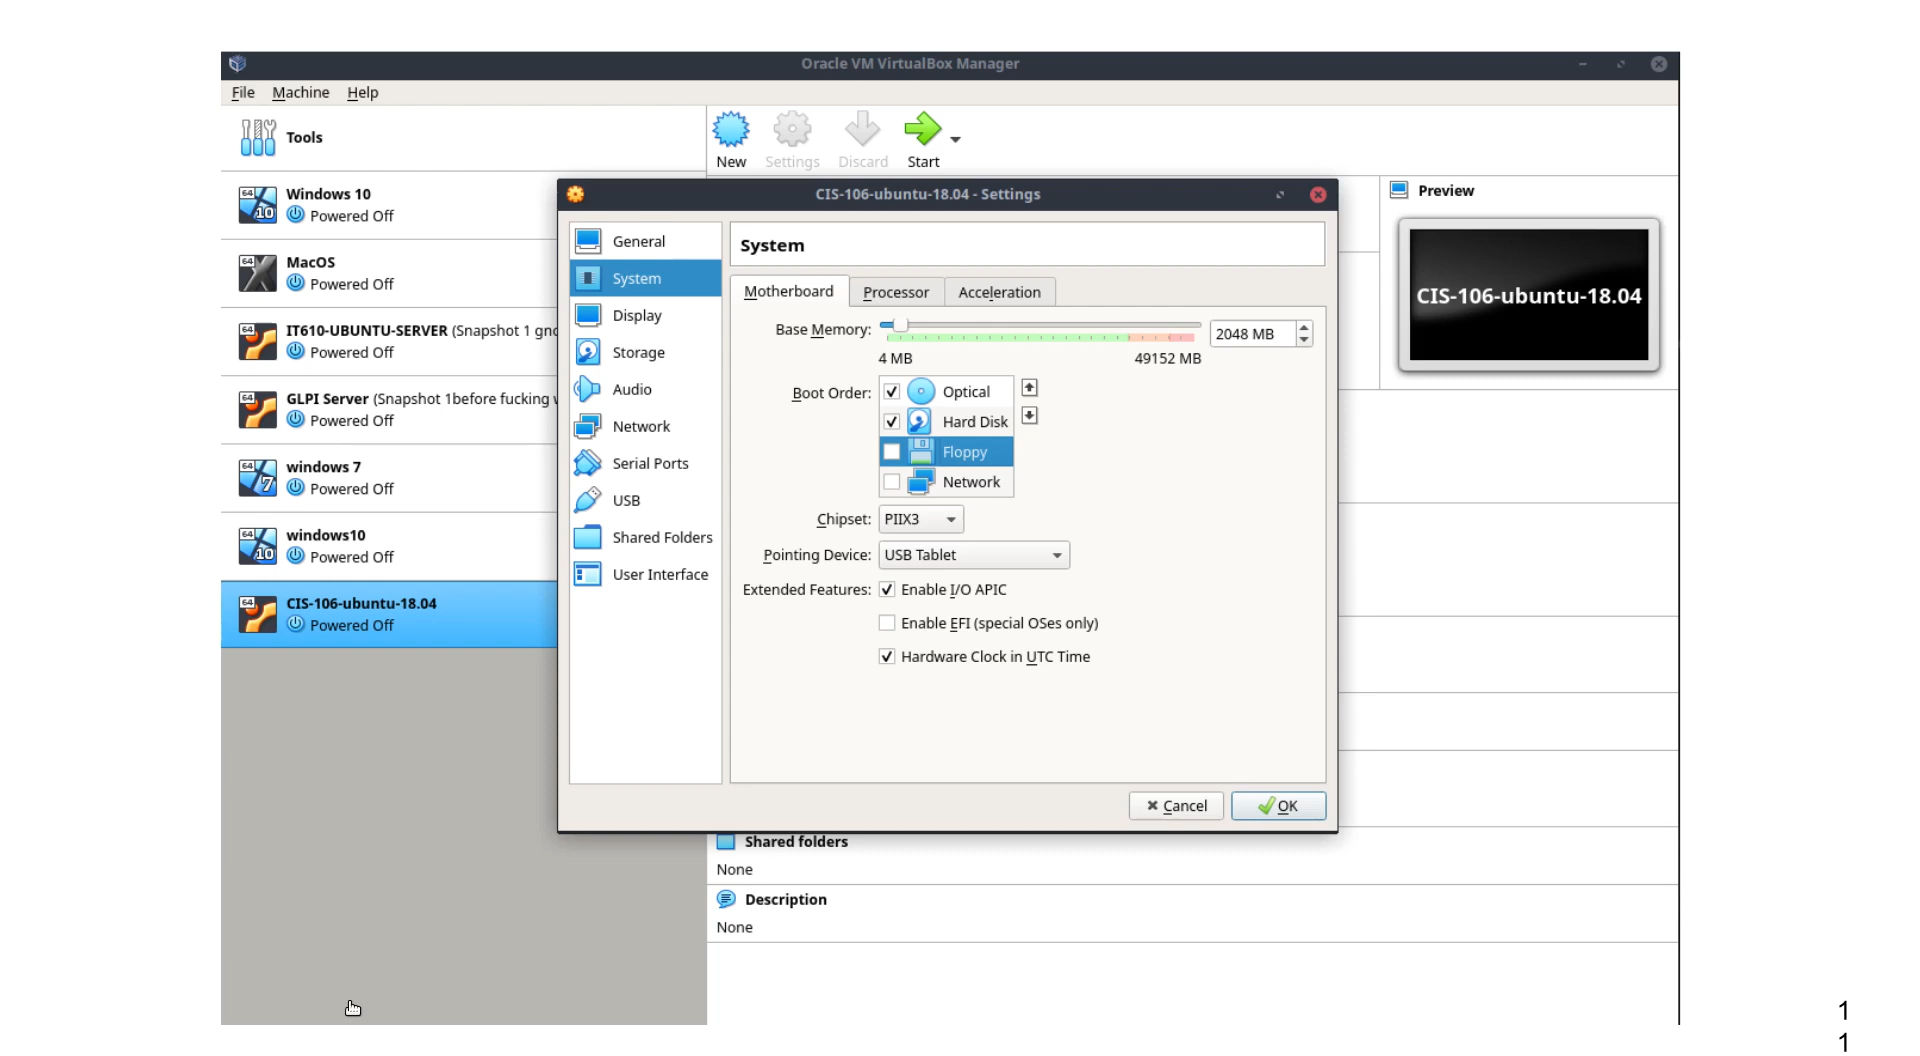 Oracle VM VirtualBox Manager
File Machine Help
Tools
New Settings Discard Start
Windows 10
Powered Off
MacOS
Powered Off
IT610-UBUNTU-SERVER (Snapshot 1 gno
Powered Off
GLPI Server (Snapshot 1before fucking
Powered Off
windows 7
Powered Off
windows10
Powered Off
CIS-106-ubuntu-18.04
Powered Off
CIS-106-ubuntu-18.04 - Settings
General
System
Display
Storage
Audio
Network
Serial Ports
USB
Shared Folders
User Interface
System
Motherboard Processor Acceleration
Base Memory: 2048 MB
4 MB 49152 MB
Boot Order: Optical
Hard Disk
Floppy
Network
Chipset: PIIX3
Pointing Device: USB Tablet
Extended Features: Enable I/O APIC
Enable EFI (special OSes only)
Hardware Clock in UTC Time
Cancel OK
Preview
CIS-106-ubuntu-18.04
Shared folders
None
Description
None
1
1